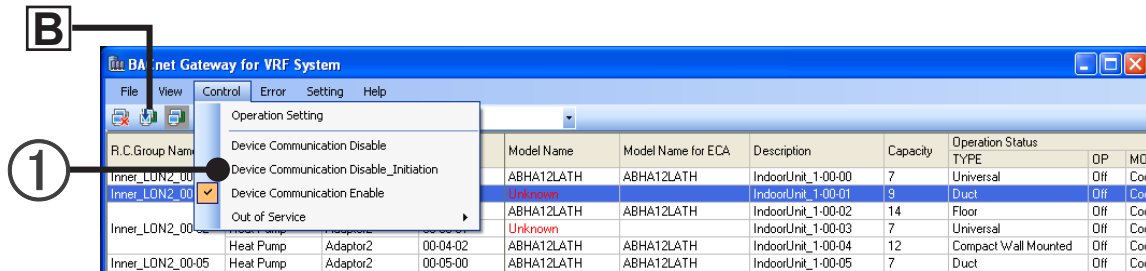 B
BACnet Gateway for VRF System
File View Control Error Setting Help
Operation Setting
Device Communication Disable
Device Communication Disable_Initiation
Device Communication Enable
Out of Service
1
R.C.Group Name Model Name Model Name for ECA Description Capacity Operation Status
TYPE OP
Inner_LON2_00 ABHA12LATH ABHA12LATH IndoorUnit_1-00-00 7 Universal Off
Inner_LON2_00 Unknown IndoorUnit_1-00-01 9 Duct Off
ABHA12LATH ABHA12LATH IndoorUnit_1-00-02 14 Floor Off
Inner_LON2_00 Unknown IndoorUnit_1-00-03 7 Universal Off
Heat Pump Adaptor2 00-04-02 ABHA12LATH ABHA12LATH IndoorUnit_1-00-04 12 Compact Wall Mounted Off
Inner_LON2_00-05 Heat Pump Adaptor2 00-05-00 ABHA12LATH ABHA12LATH IndoorUnit_1-00-05 7 Duct Off